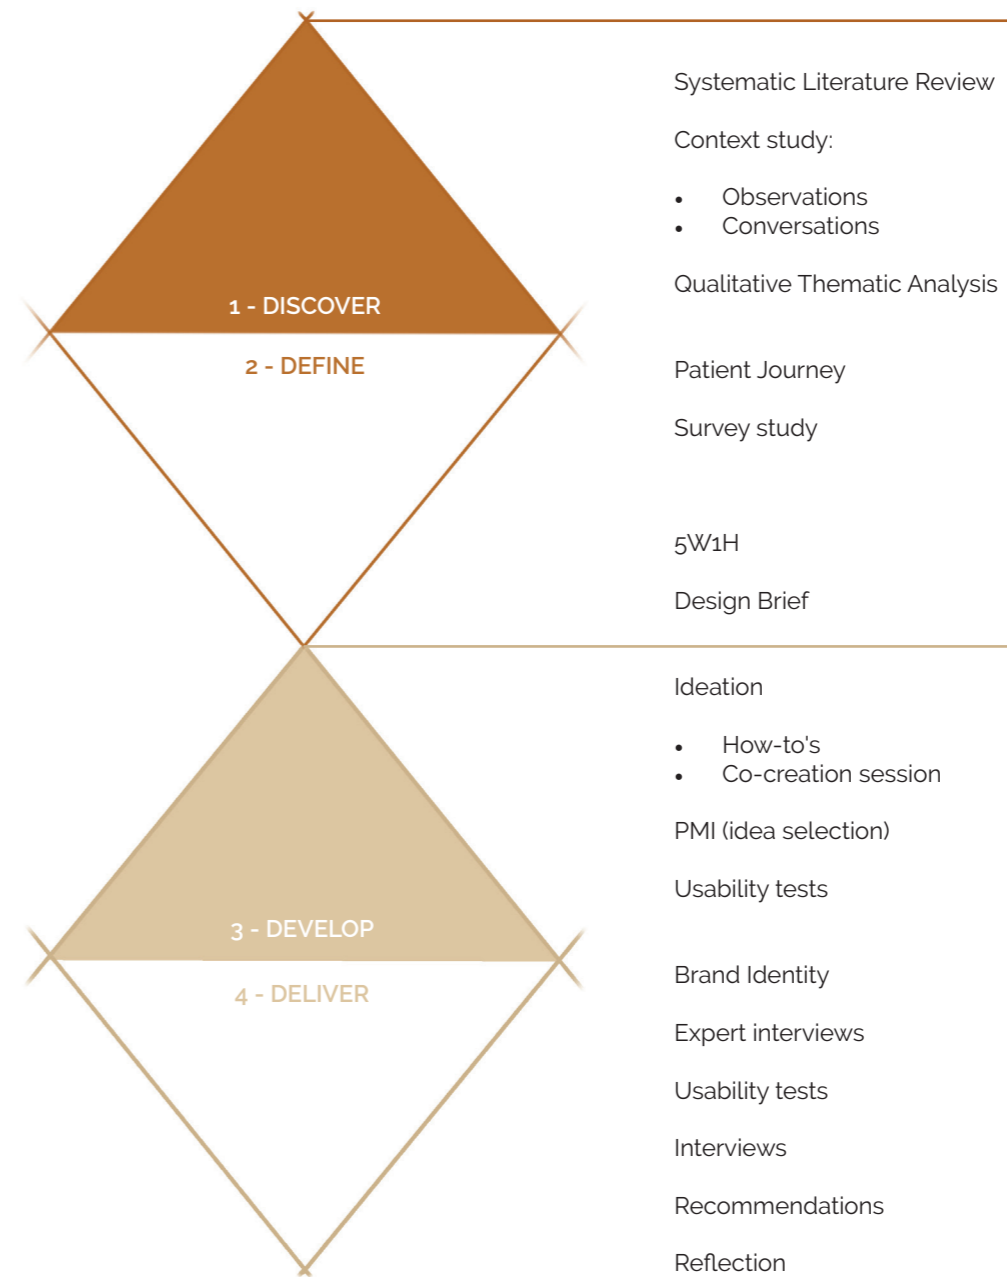 Systematic Literature Review
Context study:
• Observations
• Conversations
Qualitative Thematic Analysis
1 - DISCOVER
2 - DEFINE
Patient Journey
Survey study
5W1H
Design Brief
Ideation
• How-to's
• Co-creation session
PMI (idea selection)
Usability tests
3 - DEVELOP
4 - DELIVER
Brand Identity
Expert interviews
Usability tests
Interviews
Recommendations
Reflection